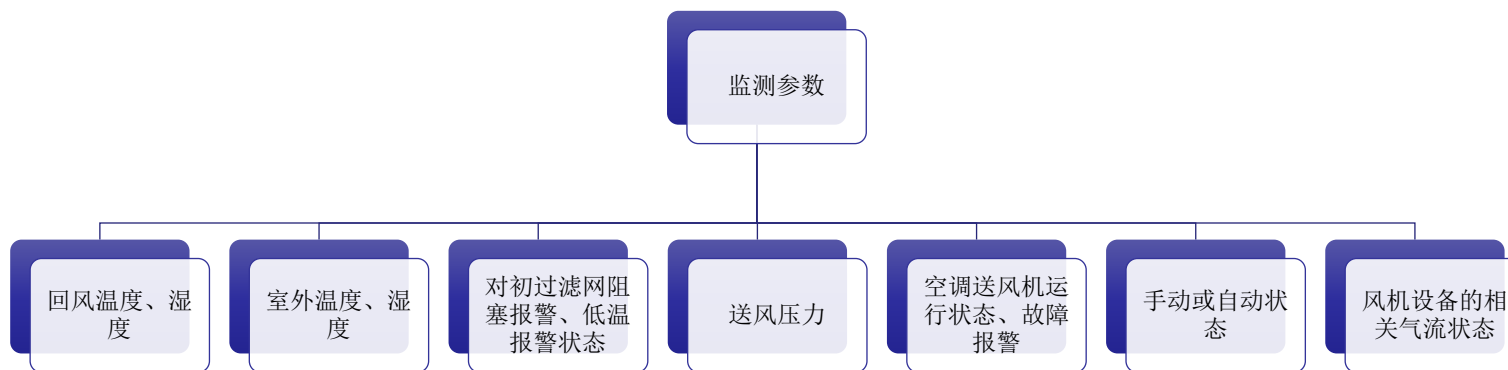 监测参数
回风温度、湿
度
室外温度、湿
度
对初过滤网阻
塞报警、低温
报警状态
送风压力
空调送风机运
行状态、故障
报警
手动或自动状
态
风机设备的相
关气流状态